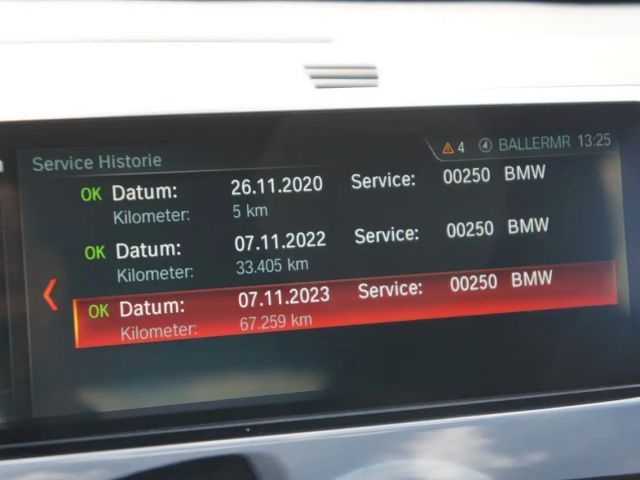 Service Historie
4 BALLERMR 13:25
OK Datum: 26.11.2020 Service: 00250 BMW
Kilometer: 5 km
OK Datum: 07.11.2022 Service: 00250 BMW
Kilometer: 33.405 km
OK Datum: 07.11.2023 Service: 00250 BMW
Kilometer: 67.259 km